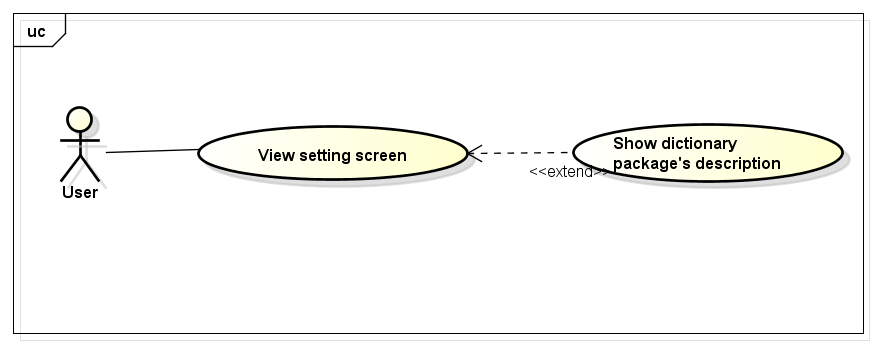 uc
View setting screen
Show dictionary
package's description
<<extend>>
User